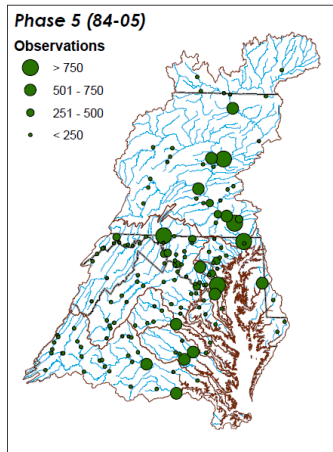 Phase 5 (84-05)
Observations
> 750
501 - 750
251 - 500
< 250